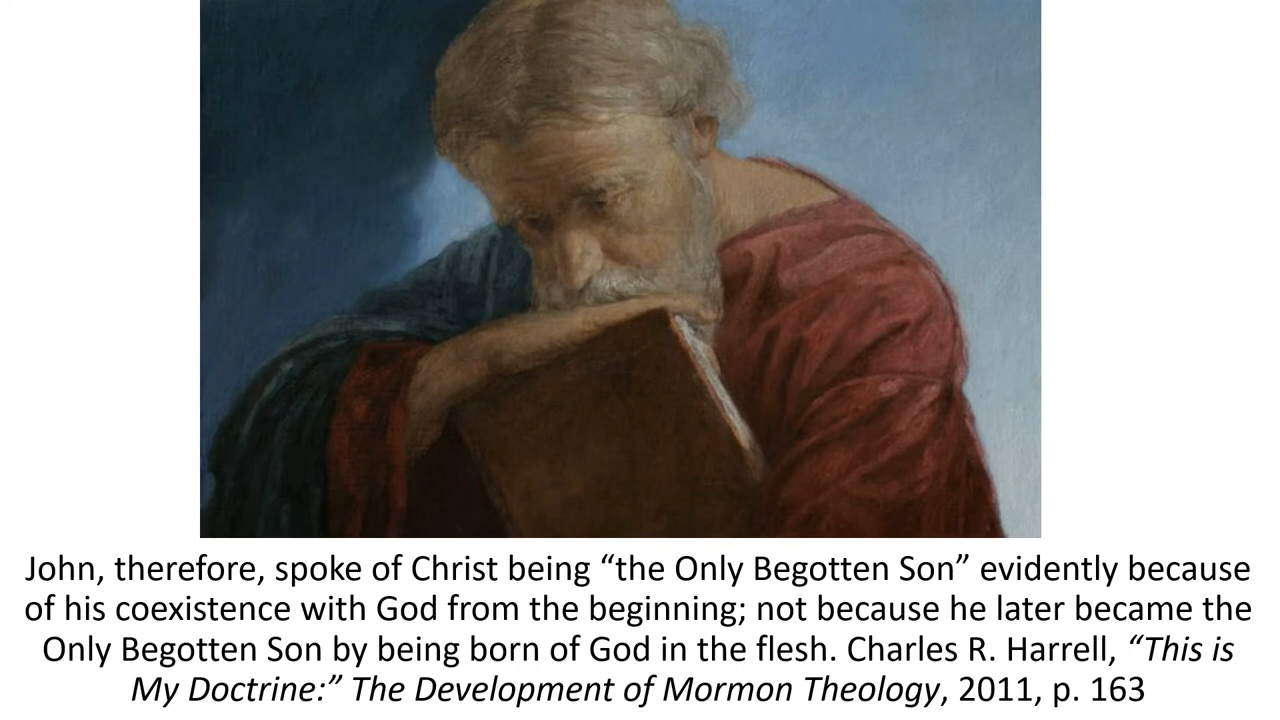 John, therefore, spoke of Christ being “the Only Begotten Son” evidently because
of his coexistence with God from the beginning; not because he later became the
Only Begotten Son by being born of God in the flesh. Charles R. Harrell, “This is
My Doctrine:” The Development of Mormon Theology, 2011, p. 163